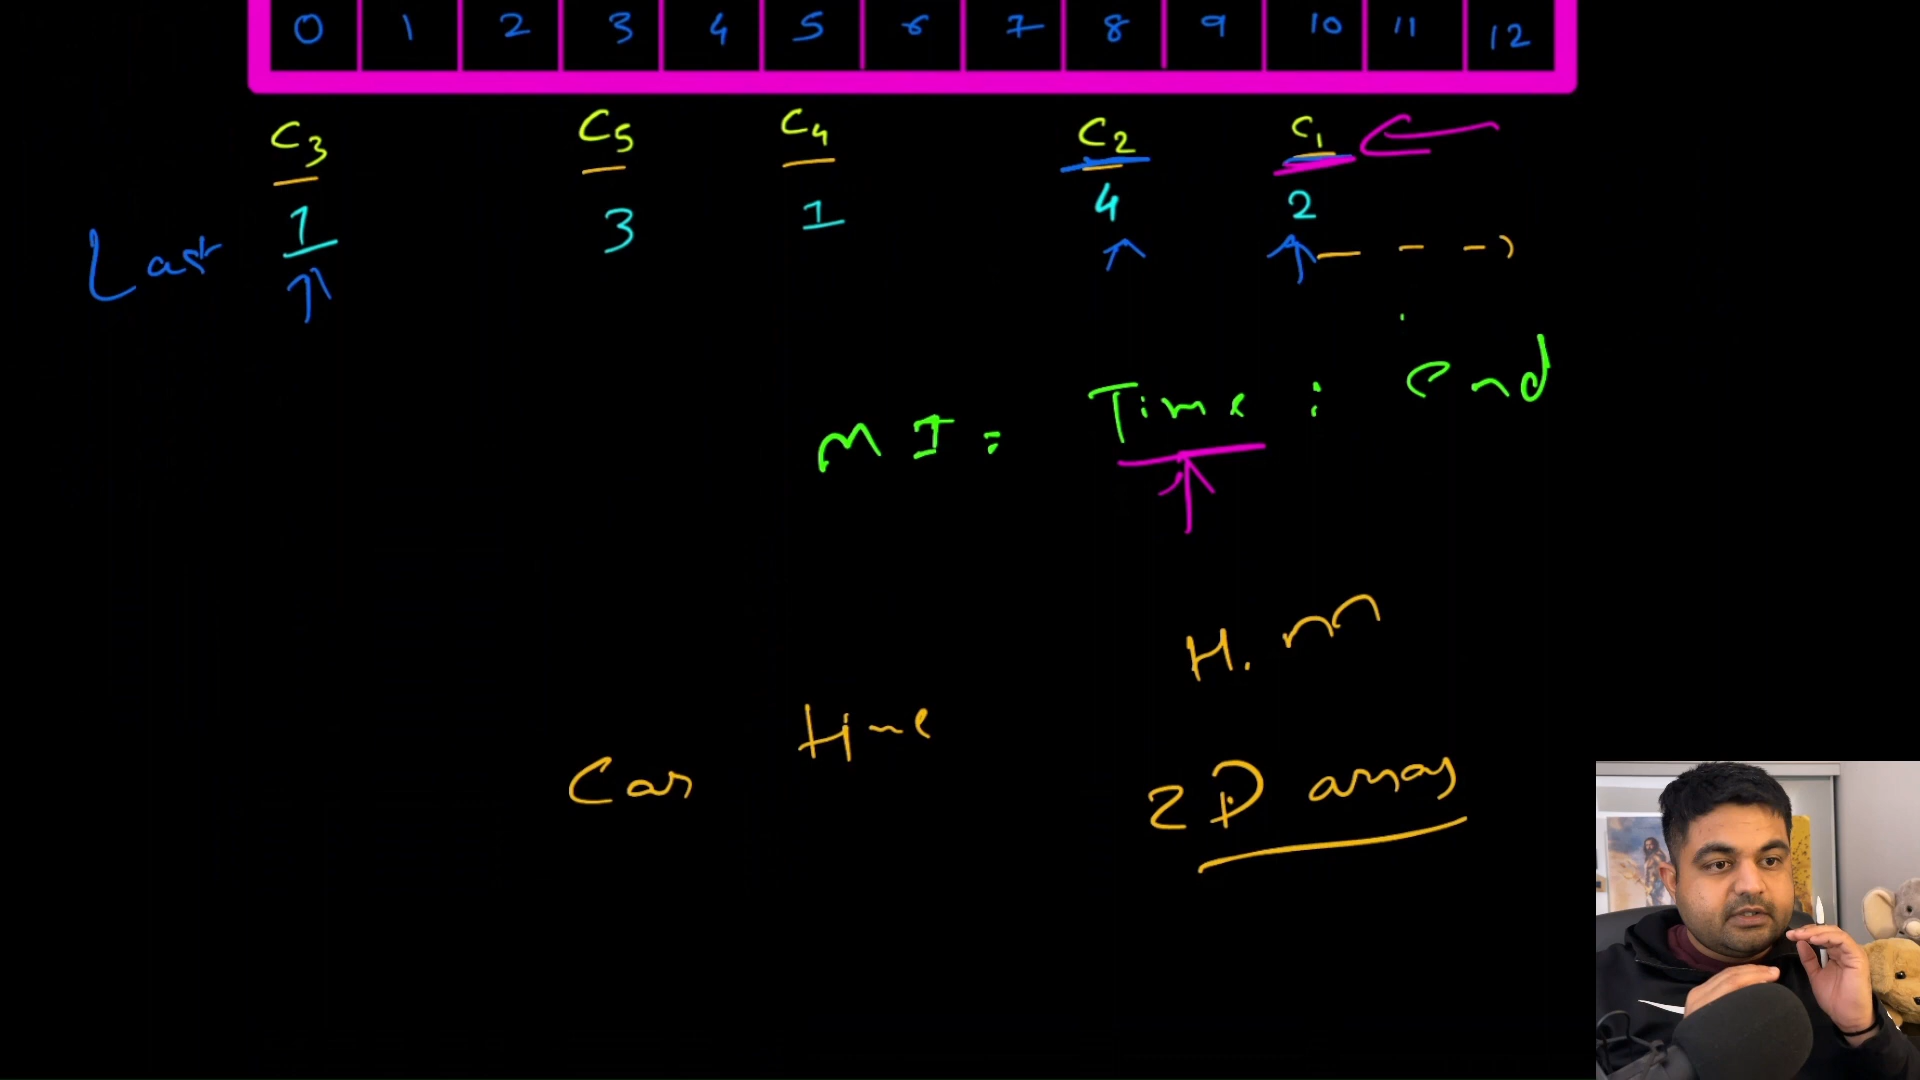 0 1 2 3 4 5 6 7 8 9 10 11 12
C3 C5 C4 C2 C1
1 3 1 4 2
Last
MI = Time : end
H. m
Car time
2D array